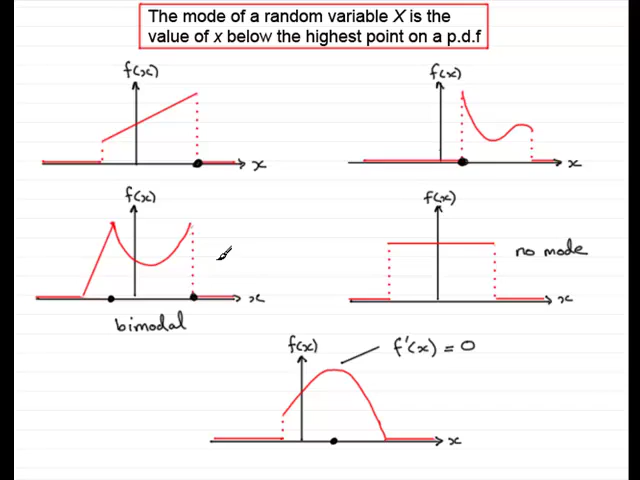 The mode of a random variable X is the
value of x below the highest point on a p.d.f
f(x)
x
f(x)
x
f(x)
x
bimodal
f(x)
no mode
x
f(x)
f'(x) = 0
x